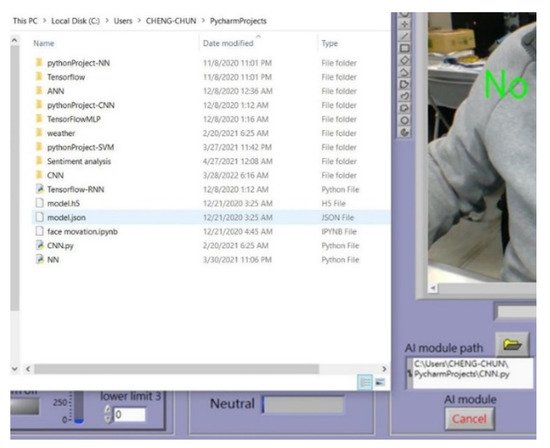 This PC > Local Disk (C:) > Users > CHENG-CHUN > PycharmProjects
Name Date modified Type
pythonProject-NN 11/8/2020 11:01 PM File folder
Tensorflow 11/8/2020 11:01 PM File folder
ANN 12/8/2020 12:36 AM File folder
pythonProject-CNN 12/8/2020 1:12 AM File folder
TensorFlowMLP 12/8/2020 1:16 AM File folder
weather 2/20/2021 6:25 AM File folder
pythonProject-SVM 3/27/2021 11:42 PM File folder
Sentiment analysis 4/27/2021 12:08 AM File folder
CNN 3/28/2022 6:16 AM File folder
Tensorflow-RNN 12/8/2020 1:12 AM Python File
model.h5 12/21/2020 3:25 AM H5 File
model.json 12/21/2020 3:25 AM JSON File
face movation.ipynb 12/21/2020 4:45 AM IPYNB File
CNN.py 2/20/2021 6:25 AM Python File
NN 3/30/2021 11:06 PM Python File
No
AI module path
C:\Users\CHENG-CHUN\
PycharmProjects\CNN.py
AI module
Cancel
250
0
lower limit 3
0
Neutral